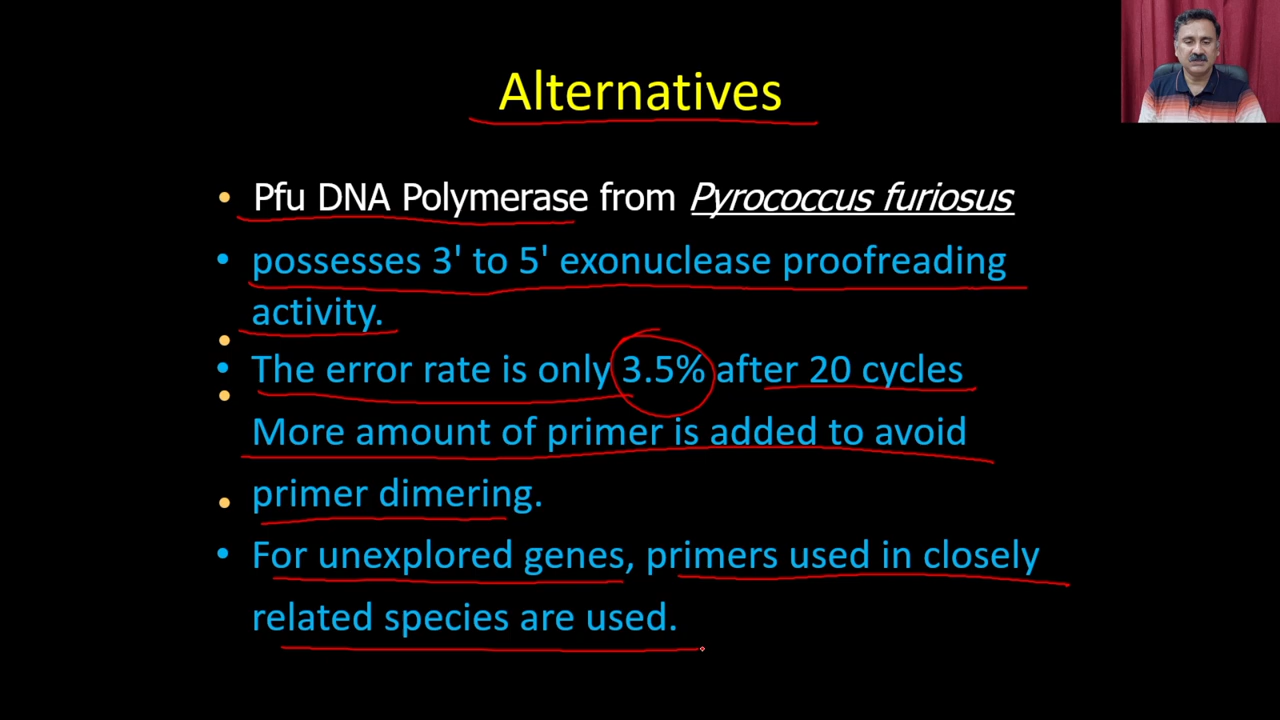 Alternatives
• Pfu DNA Polymerase from Pyrococcus furiosus
• possesses 3' to 5' exonuclease proofreading
activity.
•
• The error rate is only 3.5% after 20 cycles
•
More amount of primer is added to avoid
• primer dimering.
• For unexplored genes, primers used in closely
related species are used.